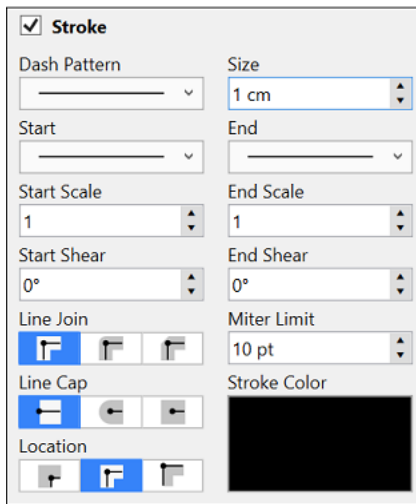 Stroke
Dash Pattern Size
1 cm
Start End
Start Scale End Scale
1 1
Start Shear End Shear
0° 0°
Line Join Miter Limit
10 pt
Line Cap Stroke Color
Location